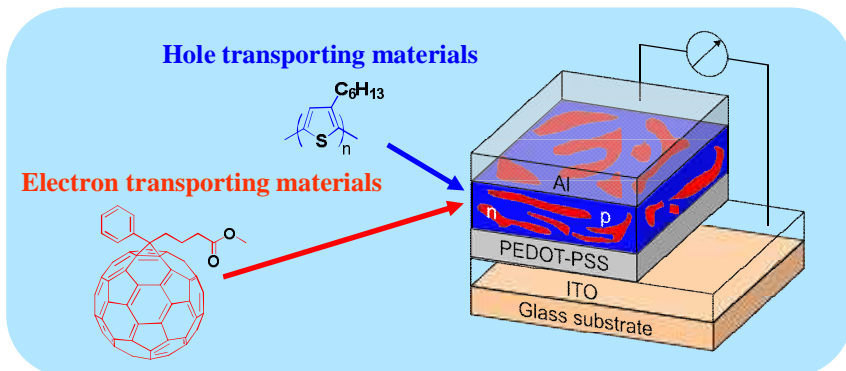 Hole transporting materials
C6H13
S
n
Electron transporting materials
O
O
Al
n
p
PEDOT-PSS
ITO
Glass substrate